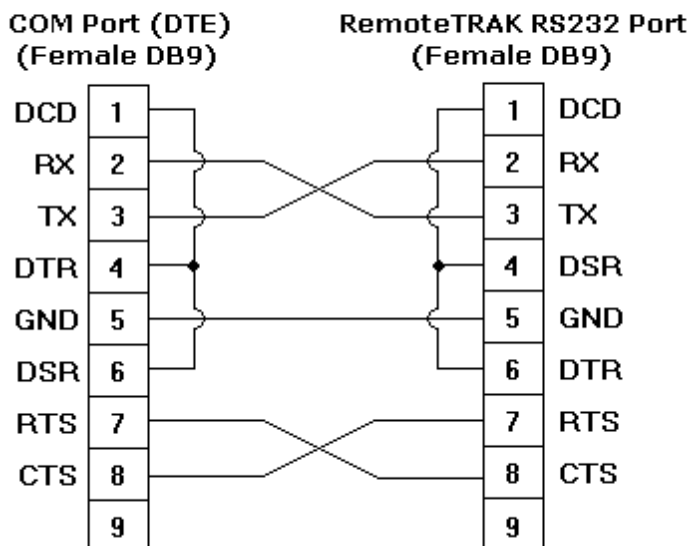 COM Port (DTE) RemoteTRAK RS232 Port
(Female DB9) (Female DB9)
DCD 1 1 DCD
RX 2 2 RX
TX 3 3 TX
DTR 4 4 DSR
GND 5 5 GND
DSR 6 6 DTR
RTS 7 7 RTS
CTS 8 8 CTS
9 9